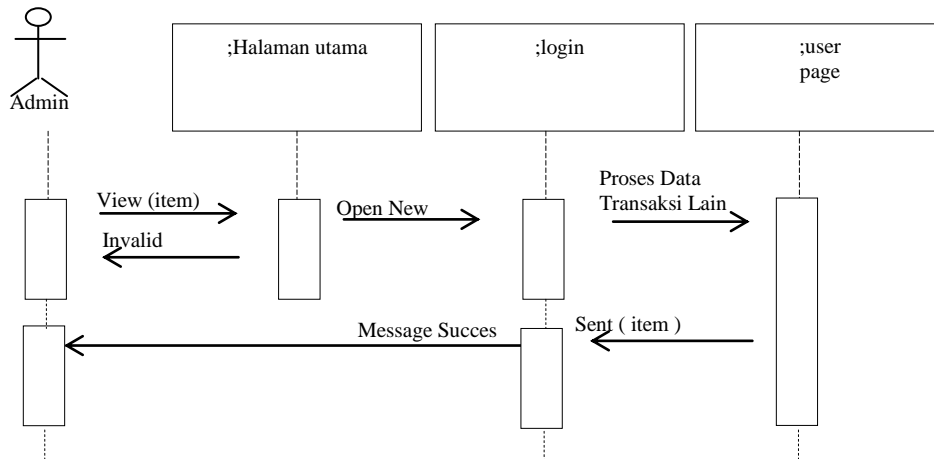 Admin
;Halaman utama
;login
;user
page
View (item)
Invalid
Open New
Proses Data
Transaksi Lain
Sent ( item )
Message Succes